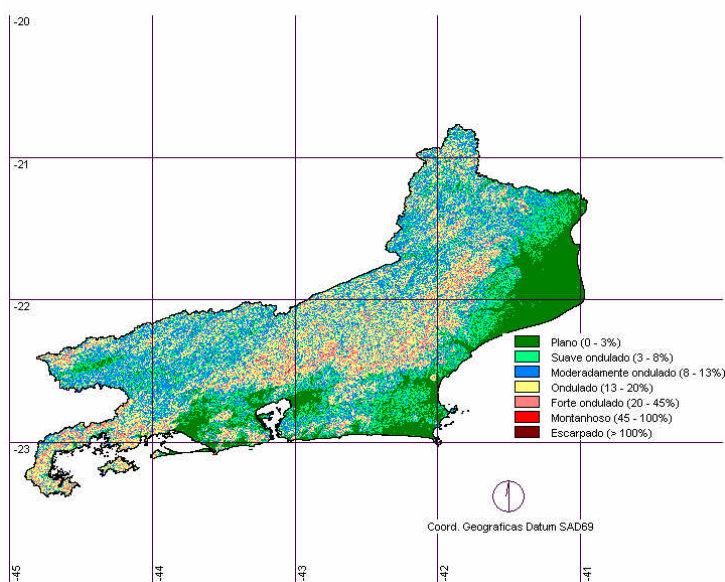 -20
-21
-22
-23
Plano (0 - 3%)
Suave ondulado (3 - 8%)
Moderadamente ondulado (8 - 13%)
Ondulado (13 - 20%)
Forte ondulado (20 - 45%)
Montanhoso (45 - 100%)
Escarpado (> 100%)
Coord. Geograficas Datum SAD69
-45
-44
-43
-42
-41